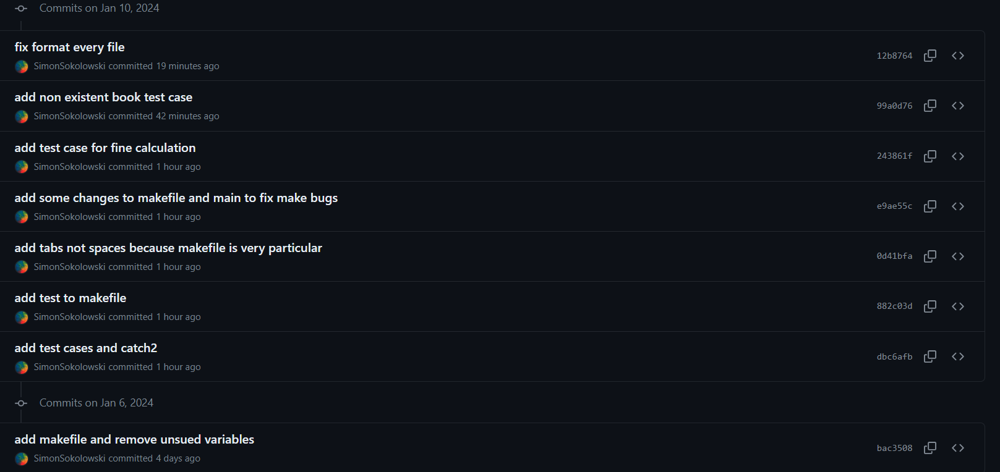 Commits on Jan 10, 2024
fix format every file
SimonSokolowski committed 19 minutes ago
12b8764
add non existent book test case
SimonSokolowski committed 42 minutes ago
99a0d76
add test case for fine calculation
SimonSokolowski committed 1 hour ago
243861f
add some changes to makefile and main to fix make bugs
SimonSokolowski committed 1 hour ago
e9ae55c
add tabs not spaces because makefile is very particular
SimonSokolowski committed 1 hour ago
0d41bfa
add test to makefile
SimonSokolowski committed 1 hour ago
882c03d
add test cases and catch2
SimonSokolowski committed 1 hour ago
dbc6afb
Commits on Jan 6, 2024
add makefile and remove unsued variables
SimonSokolowski committed 4 days ago
bac3508